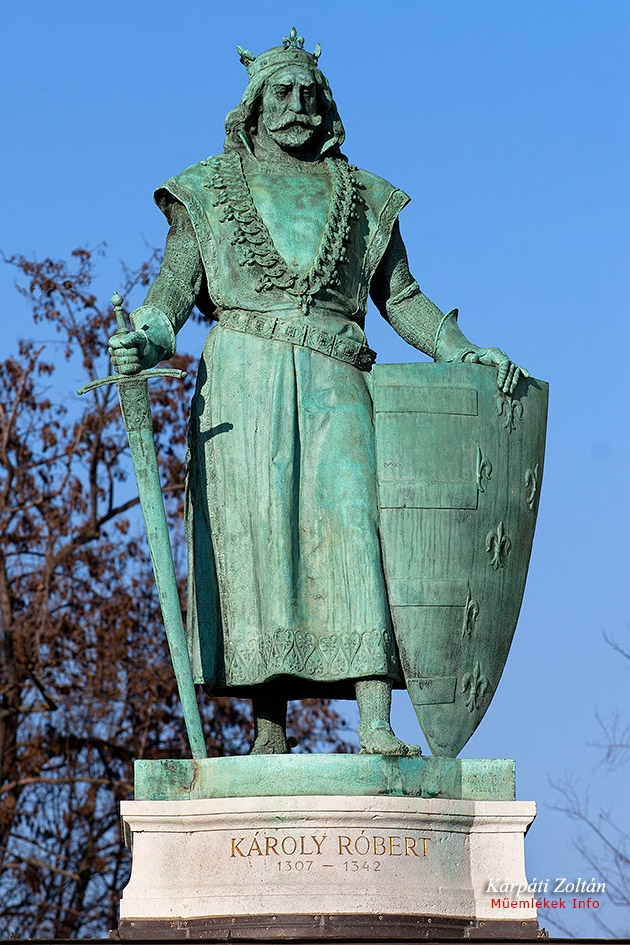 KÁROLY RÓBERT
1307 – 1342
Kárpáti Zoltán
Műemlékek Info